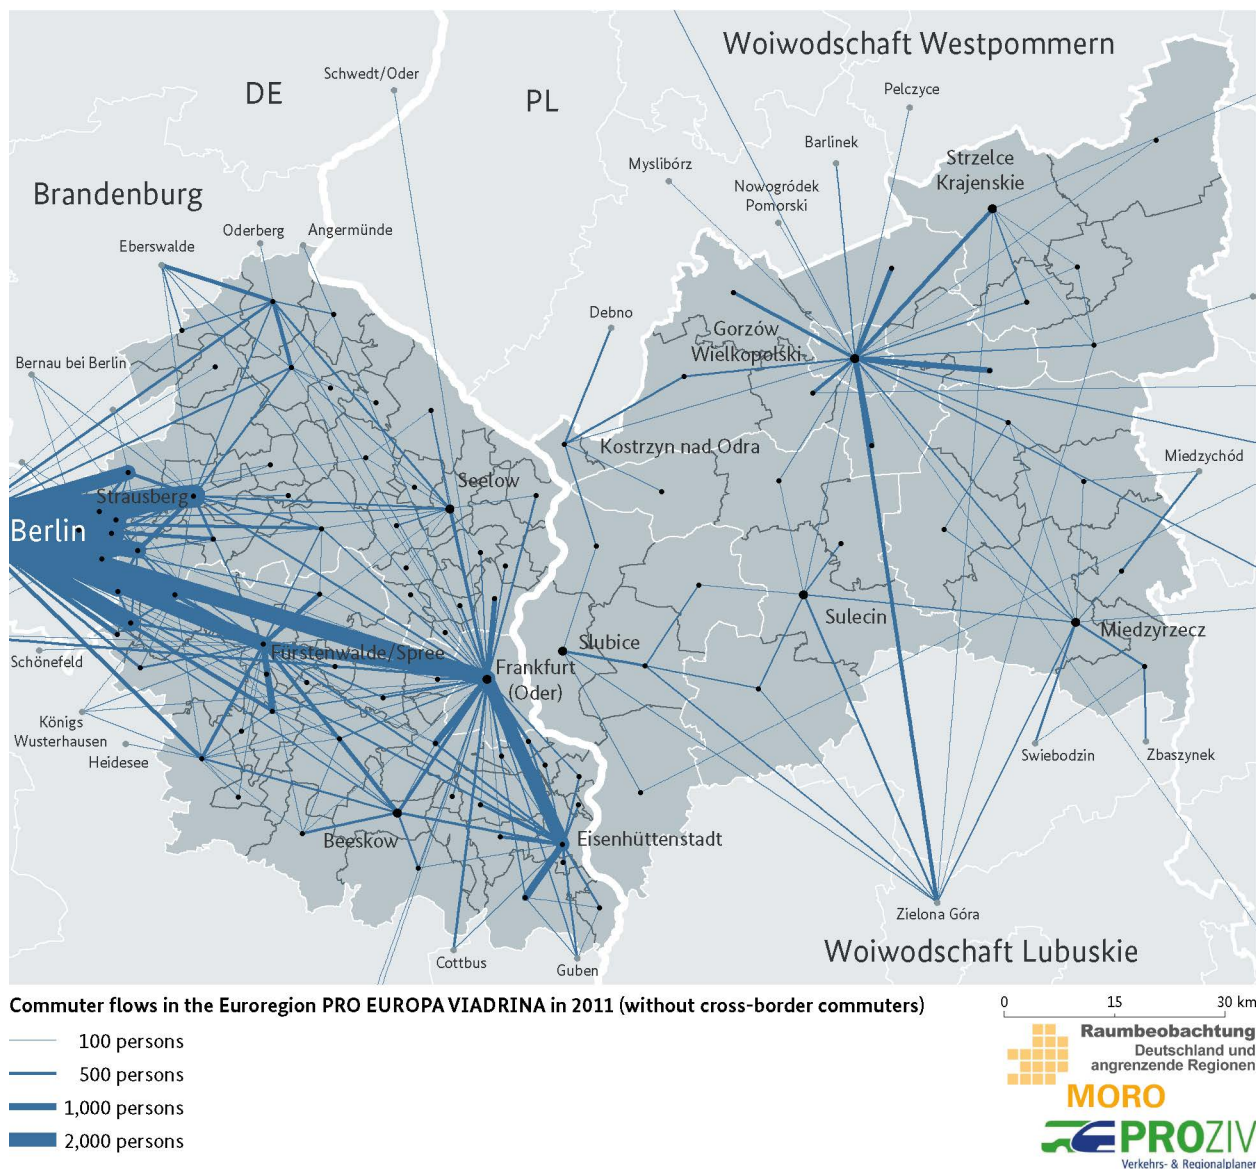 Woiwodschaft Westpommern
Schwedt/Oder
DE
PL
Pelczyce
Barlinek
Myslibórz
Strzelce
Krajenskie
Nowogródek
Pomorski
Brandenburg
Oderberg
Angermünde
Eberswalde
Debno
Gorzów
Wielkopolski
Bernau bei Berlin
Kostrzyn nad Odra
Miedzychód
Strausberg
Seelow
Berlin
Sulecin
Miedzyrzecz
Slubice
Schönefeld
Fürstenwalde/Spree
Frankfurt
(Oder)
Königs
Wusterhausen
Heidesee
Swiebodzin
Zbaszynek
Beeskow
Eisenhüttenstadt
Zielona Góra
Cottbus
Guben
Woiwodschaft Lubuskie
Commuter flows in the Euroregion PRO EUROPA VIADRINA in 2011 (without cross-border commuters)
0 15 30 km
100 persons
500 persons
1,000 persons
2,000 persons
Raumbeobachtung
Deutschland und
angrenzende Regionen
MORO
PROZIV
Verkehrs- & Regionalplaner